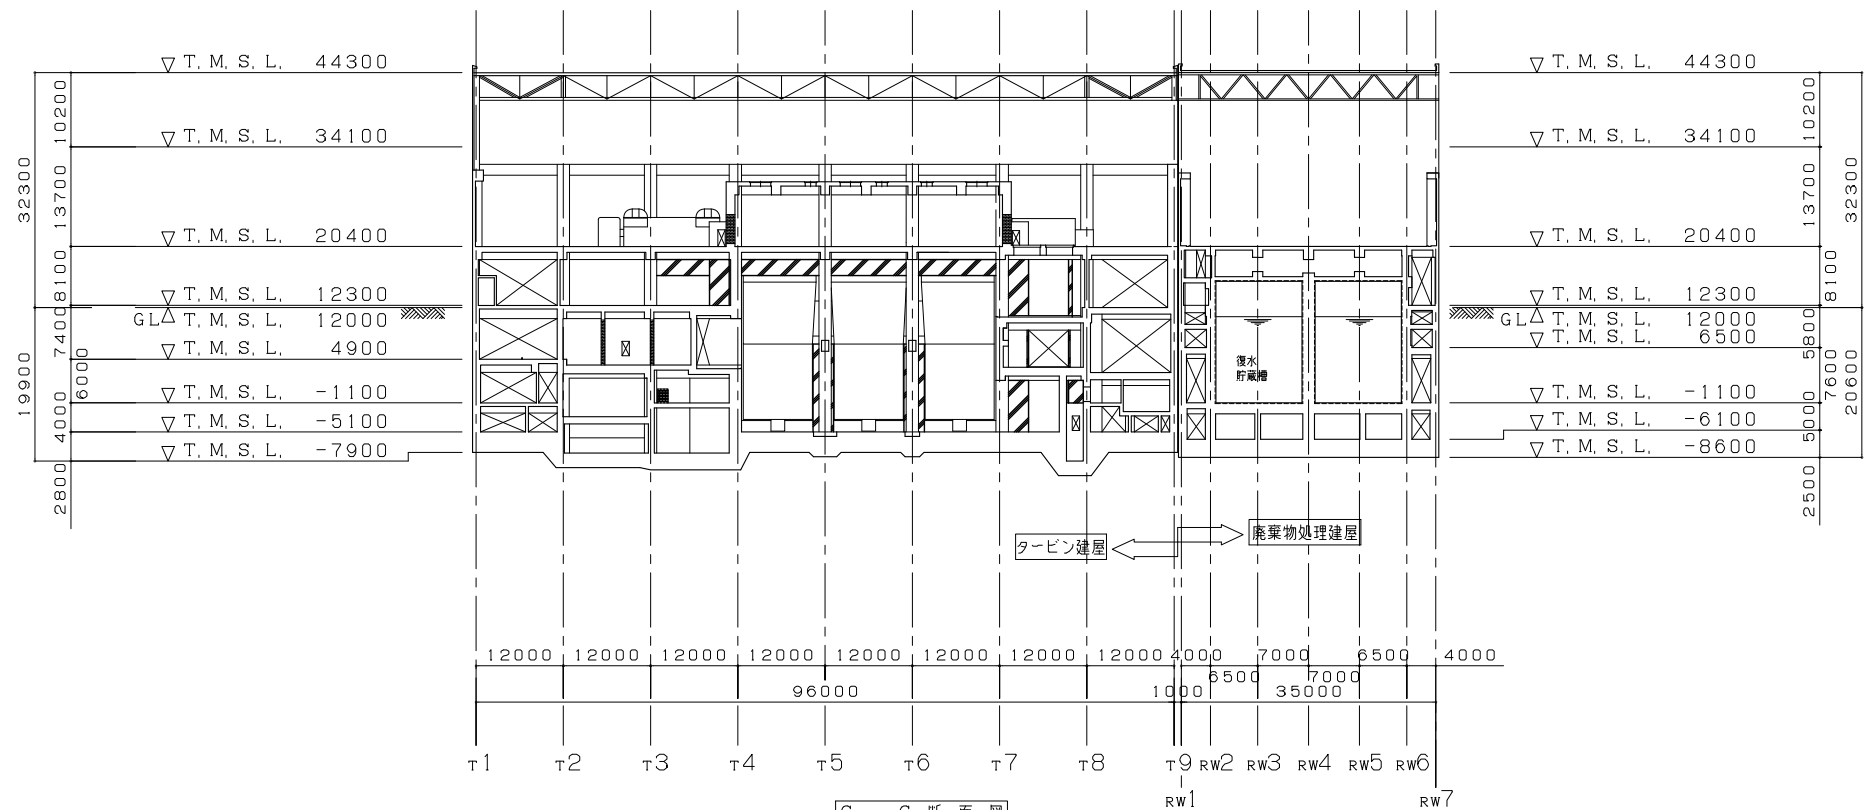 T.M.S.L. 44300
T.M.S.L. 34100
T.M.S.L. 20400
T.M.S.L. 12300
GL T.M.S.L. 12000
T.M.S.L. 4900
T.M.S.L. -1100
T.M.S.L. -5100
T.M.S.L. -7900
32300
19900
10200
13700
8100
7400
6000
4000
2800
復水
貯蔵槽
T.M.S.L. 44300
T.M.S.L. 34100
T.M.S.L. 20400
T.M.S.L. 12300
GL T.M.S.L. 12000
T.M.S.L. 6500
T.M.S.L. -1100
T.M.S.L. -6100
T.M.S.L. -8600
10200
13700
8100
5800
7600
5000
2500
32300
20600
タービン建屋
廃棄物処理建屋
12000 12000 12000 12000 12000 12000 12000 12000 4000 7000 6500 4000
6500 7000
96000 1000 35000
T1 T2 T3 T4 T5 T6 T7 T8 T9 RW2 RW3 RW4 RW5 RW6
RW1 RW7